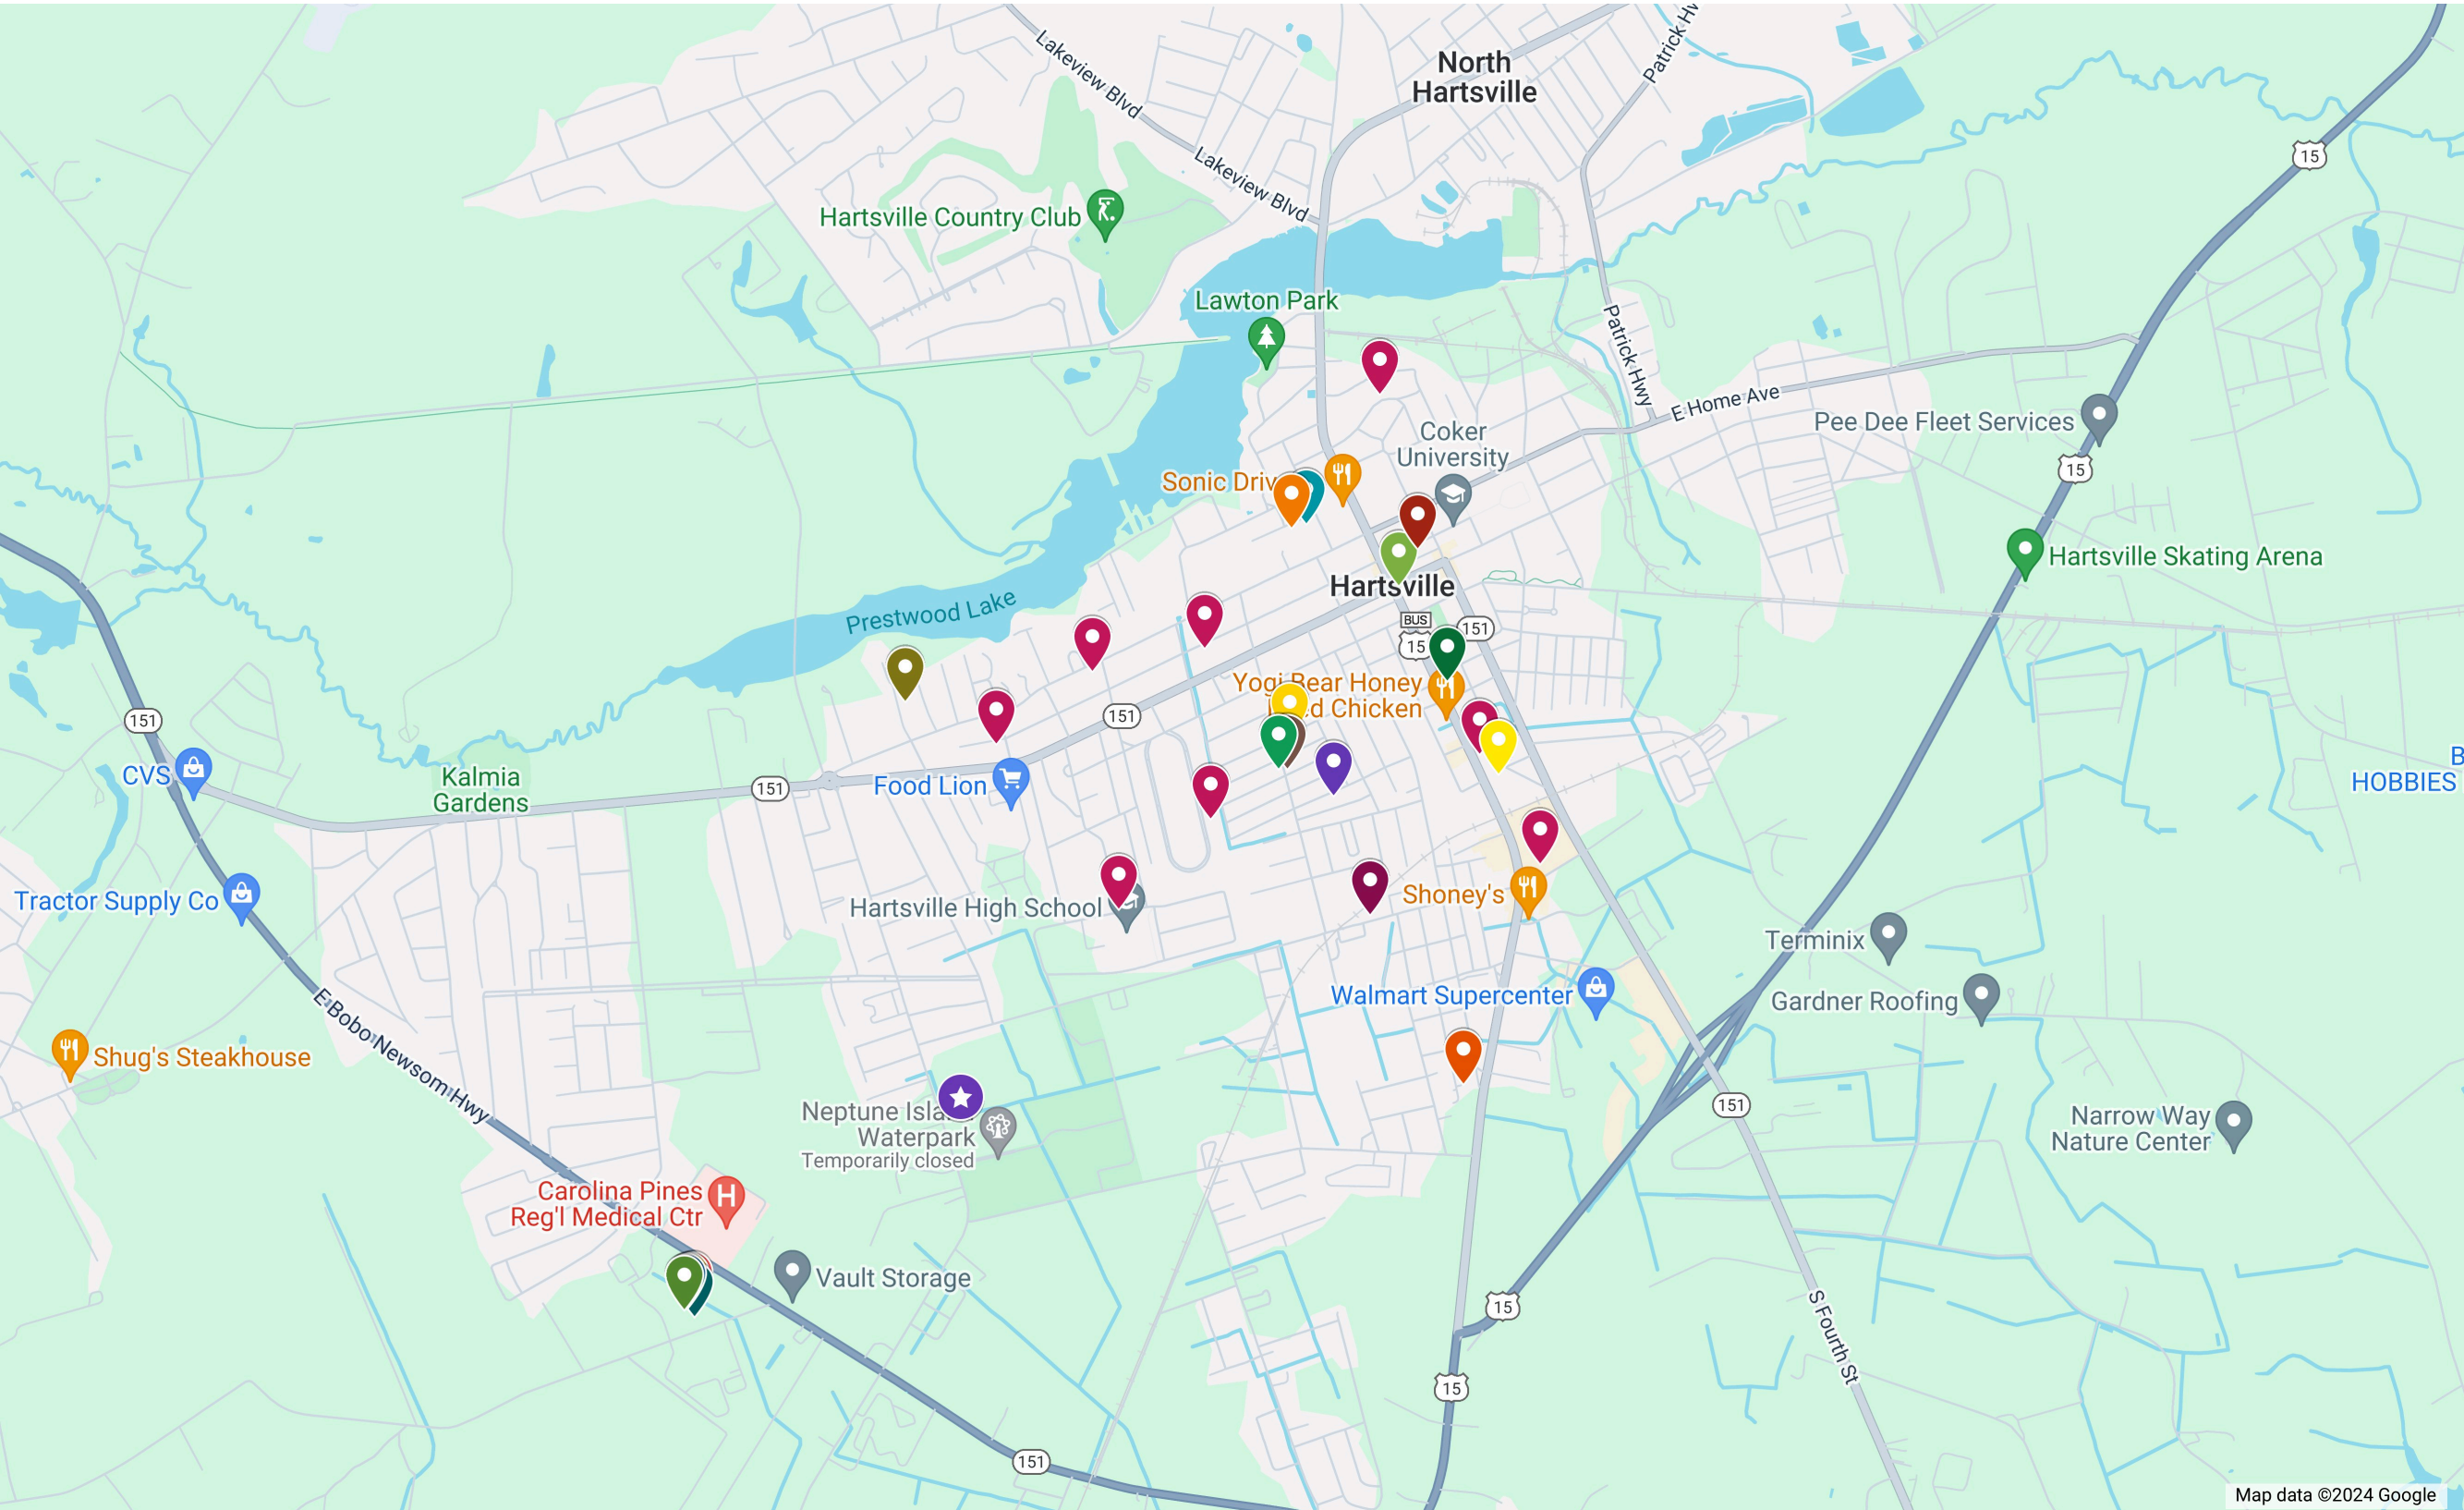 Lakeview Blvd
North
Hartsville
Patrick Hw
Lakeview Blvd
15
Hartsville Country Club
Lawton Park
Patrick Hwy
E Home Ave
Pee Dee Fleet Services
Coker
University
15
Sonic Driv
Hartsville Skating Arena
Hartsville
Prestwood Lake
BUS
15
151
Yogi Bear Honey
d Chicken
151
151
CVS
Kalmia
Gardens
151
Food Lion
HOBBIES
Tractor Supply Co
Hartsville High School
Shoney's
Terminix
Walmart Supercenter
Gardner Roofing
E Bobo Newsom Hwy
Shug's Steakhouse
Neptune Isla
Waterpark
Temporarily closed
151
Narrow Way
Nature Center
Carolina Pines
Reg'l Medical Ctr
H
Vault Storage
15
S Fourth St
15
151
Map data ©2024 Google